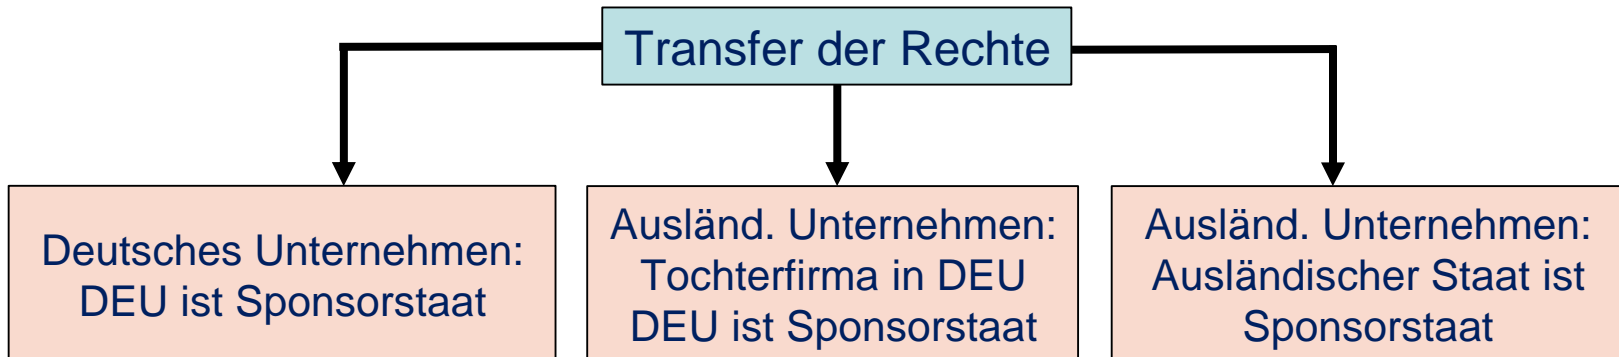 Transfer der Rechte
Deutsches Unternehmen:
DEU ist Sponsorstaat
Ausländ. Unternehmen:
Tochterfirma in DEU
DEU ist Sponsorstaat
Ausländ. Unternehmen:
Ausländischer Staat ist
Sponsorstaat